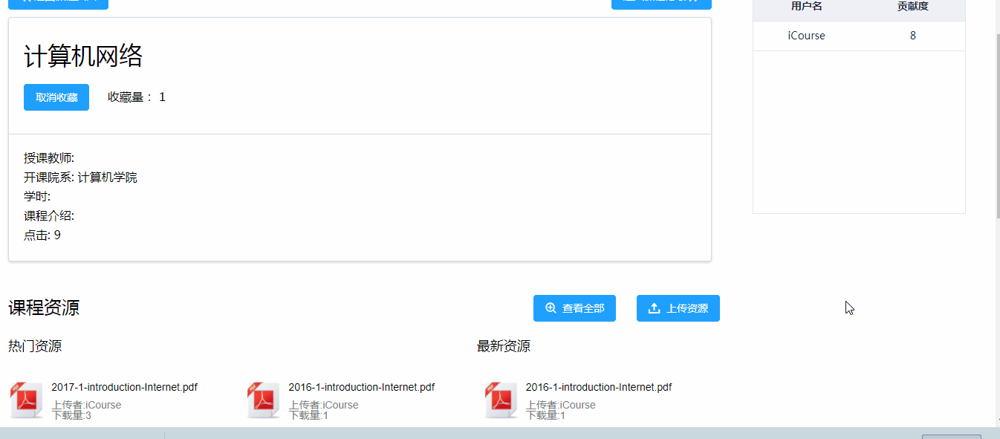 用户名 贡献度
iCourse 8
计算机网络
取消收藏 收藏量： 1
授课教师:
开课院系: 计算机学院
学时:
课程介绍:
点击: 9
课程资源
查看全部 上传资源
热门资源 最新资源
2017-1-introduction-Internet.pdf
上传者:iCourse
下载量:3
2016-1-introduction-Internet.pdf
上传者:iCourse
下载量:1
2016-1-introduction-Internet.pdf
上传者:iCourse
下载量:1